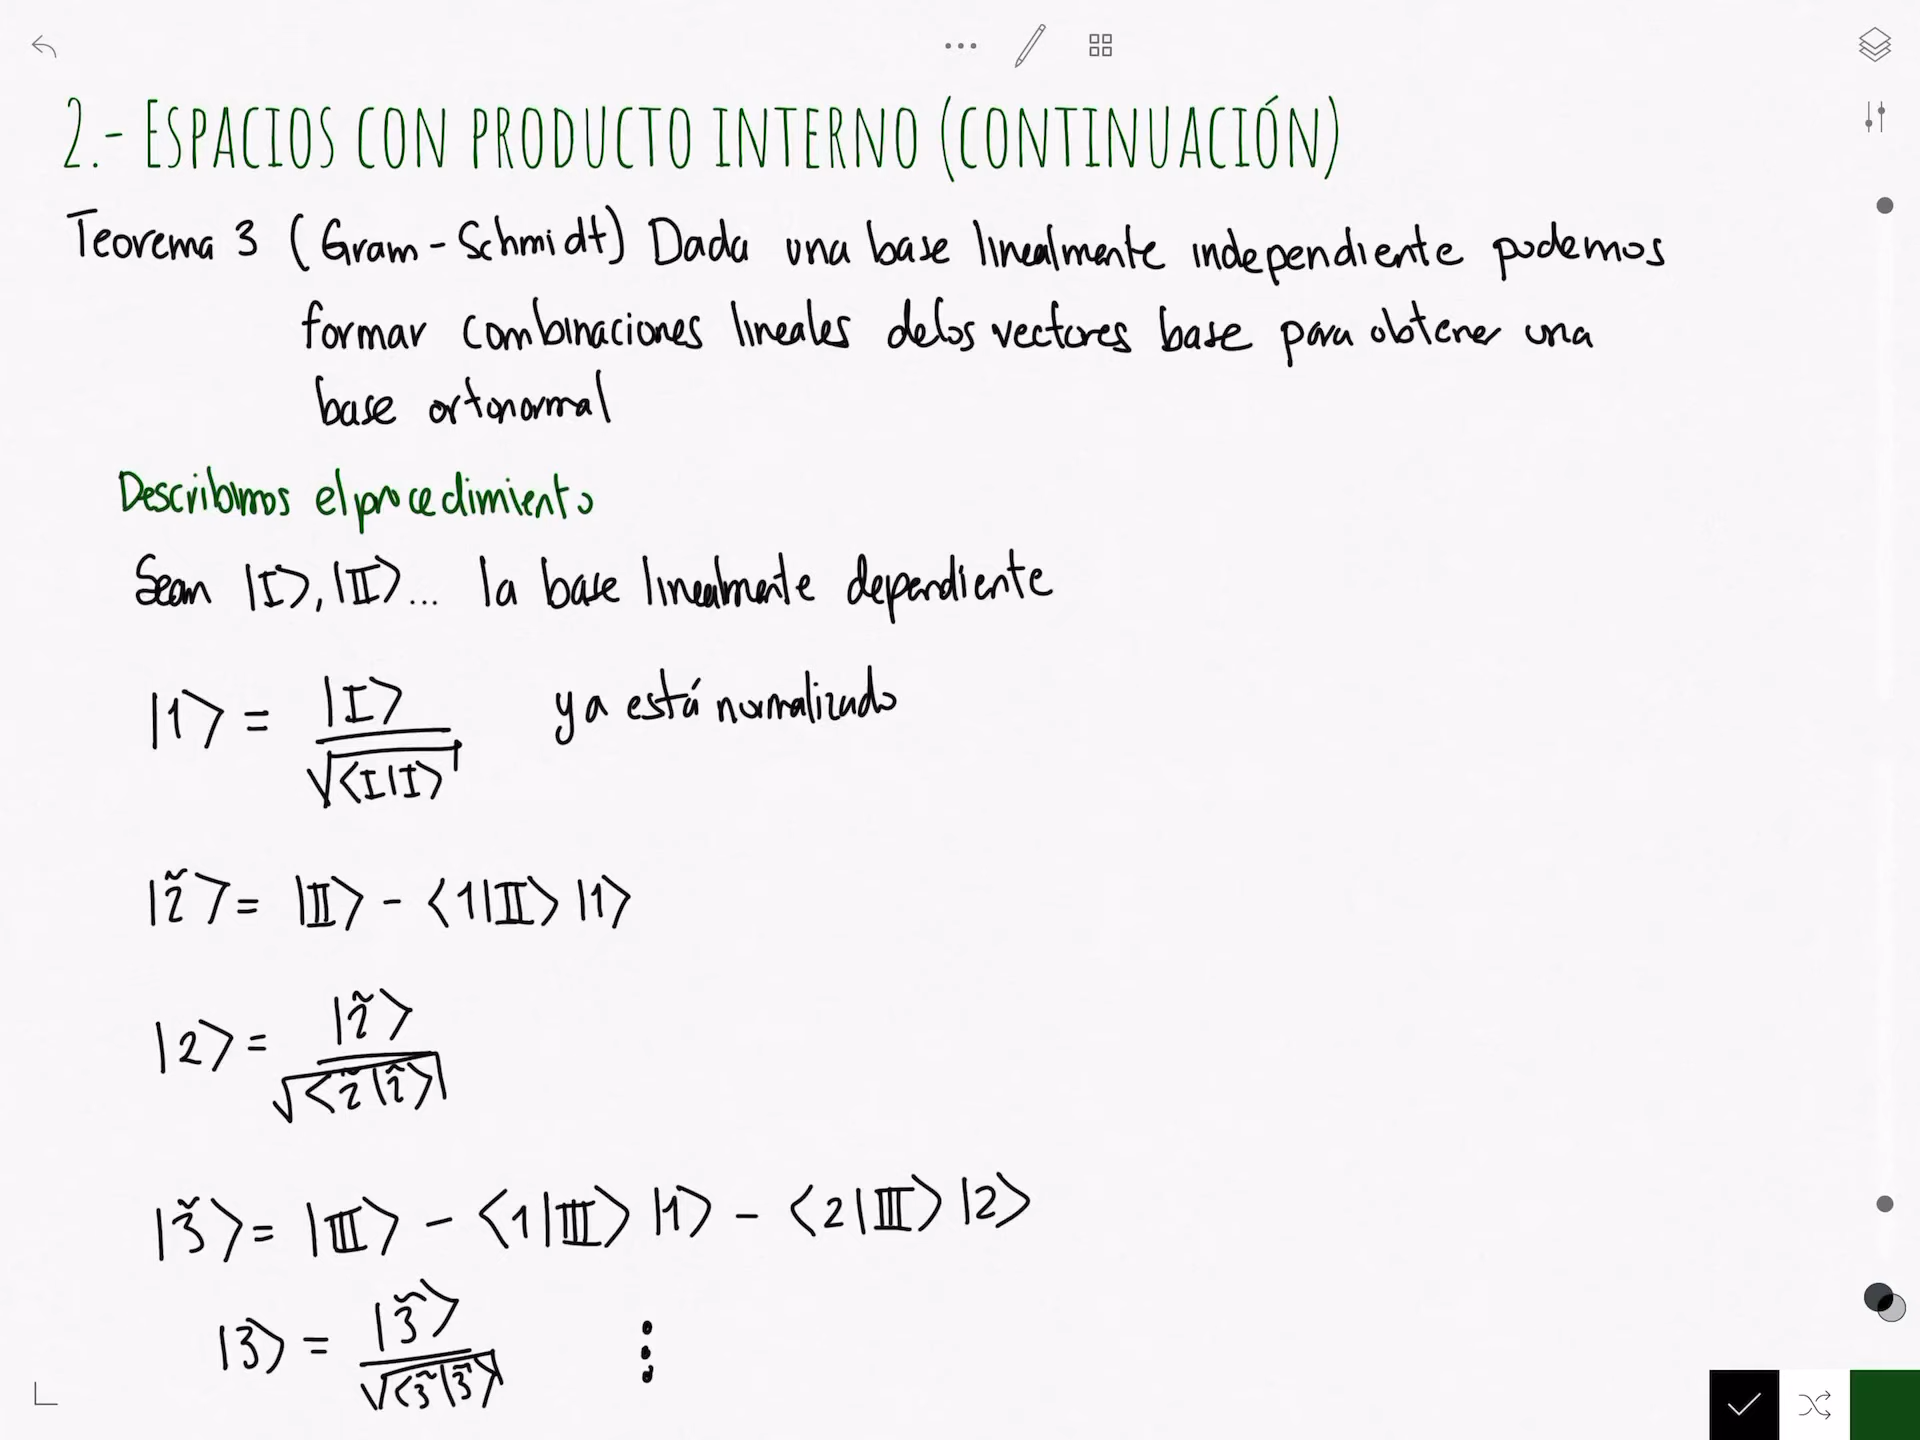 2.- ESPACIOS CON PRODUCTO INTERNO (CONTINUACIÓN)
Teorema 3 (Gram-Schmidt) Dada una base linealmente independiente podemos
formar combinaciones lineales de los vectores base para obtener una
base ortonormal
Describimos el procedimiento
Sean |I⟩, |II⟩... la base linealmente dependiente
|1⟩ = |I⟩ / √⟨I|I⟩ ya está normalizado
|2̃⟩ = |II⟩ - ⟨1|II⟩ |1⟩
|2⟩ = |2̃⟩ / √⟨2̃|2̃⟩
|3̃⟩ = |III⟩ - ⟨1|III⟩ |1⟩ - ⟨2|III⟩ |2⟩
|3⟩ = |3̃⟩ / √⟨3̃|3̃⟩ ⋮